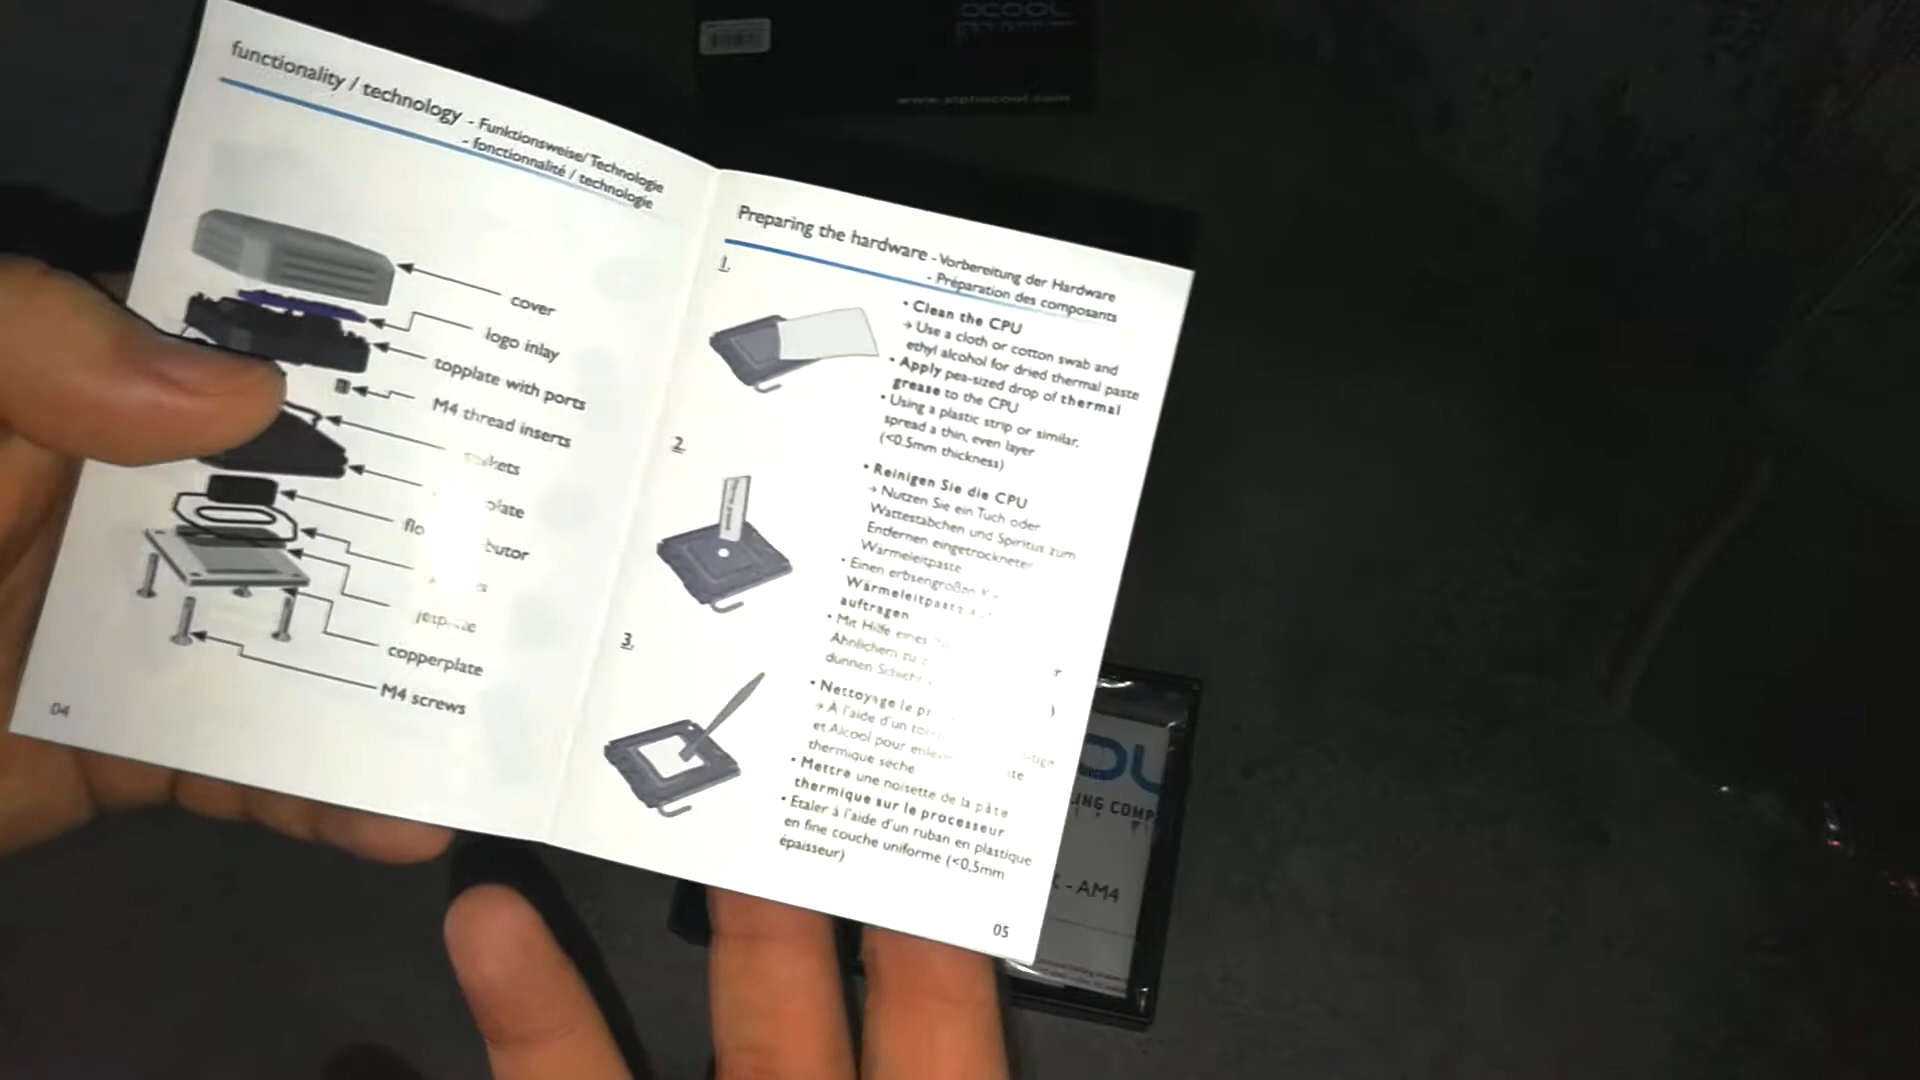 OCOOL
www.alphacool.com
functionality / technology - Funktionsweise/ Technologie
- fonctionnalité / technologie
cover
logo inlay
topplate with ports
M4 thread inserts
copperplate
M4 screws
04
Preparing the hardware - Vorbereitung der Hardware
- Préparation des composants
1.
• Clean the CPU
→ Use a cloth or cotton swab and
ethyl alcohol for dried thermal paste
• Apply pea-sized drop of thermal
grease to the CPU
• Using a plastic strip or similar,
spread a thin, even layer
(<0.5mm thickness)
2.
• Reinigen Sie die CPU
→ Nutzen Sie ein Tuch oder
Wattestäbchen und Spiritus zum
Entfernen eingetrockneter
Wärmeleitpaste
• Einen erbsengroßen
Wärmeleitpaste
auftragen
• Mit Hilfe eines
Ähnlichem zu
dünnen Schicht
3.
• Nettoyage le
→ À l'aide d'un
et Alcool pour
thermique sèche
• Mettre une noisette de la pâte
thermique sur le processeur
• Etaler à l'aide d'un ruban en plastique
en fine couche uniforme (<0,5mm
épaisseur)
05
OL
ING COMP
- AM4